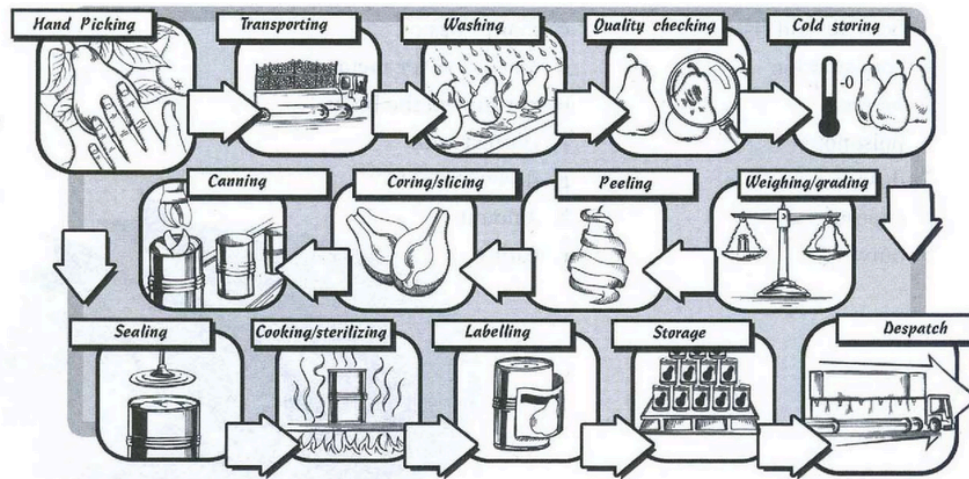 Hand Picking
Transporting
Washing
Quality checking
Cold storing
-0
Canning
Coring/slicing
Peeling
Weighing/grading
Sealing
Cooking/sterilizing
Labelling
Storage
Despatch